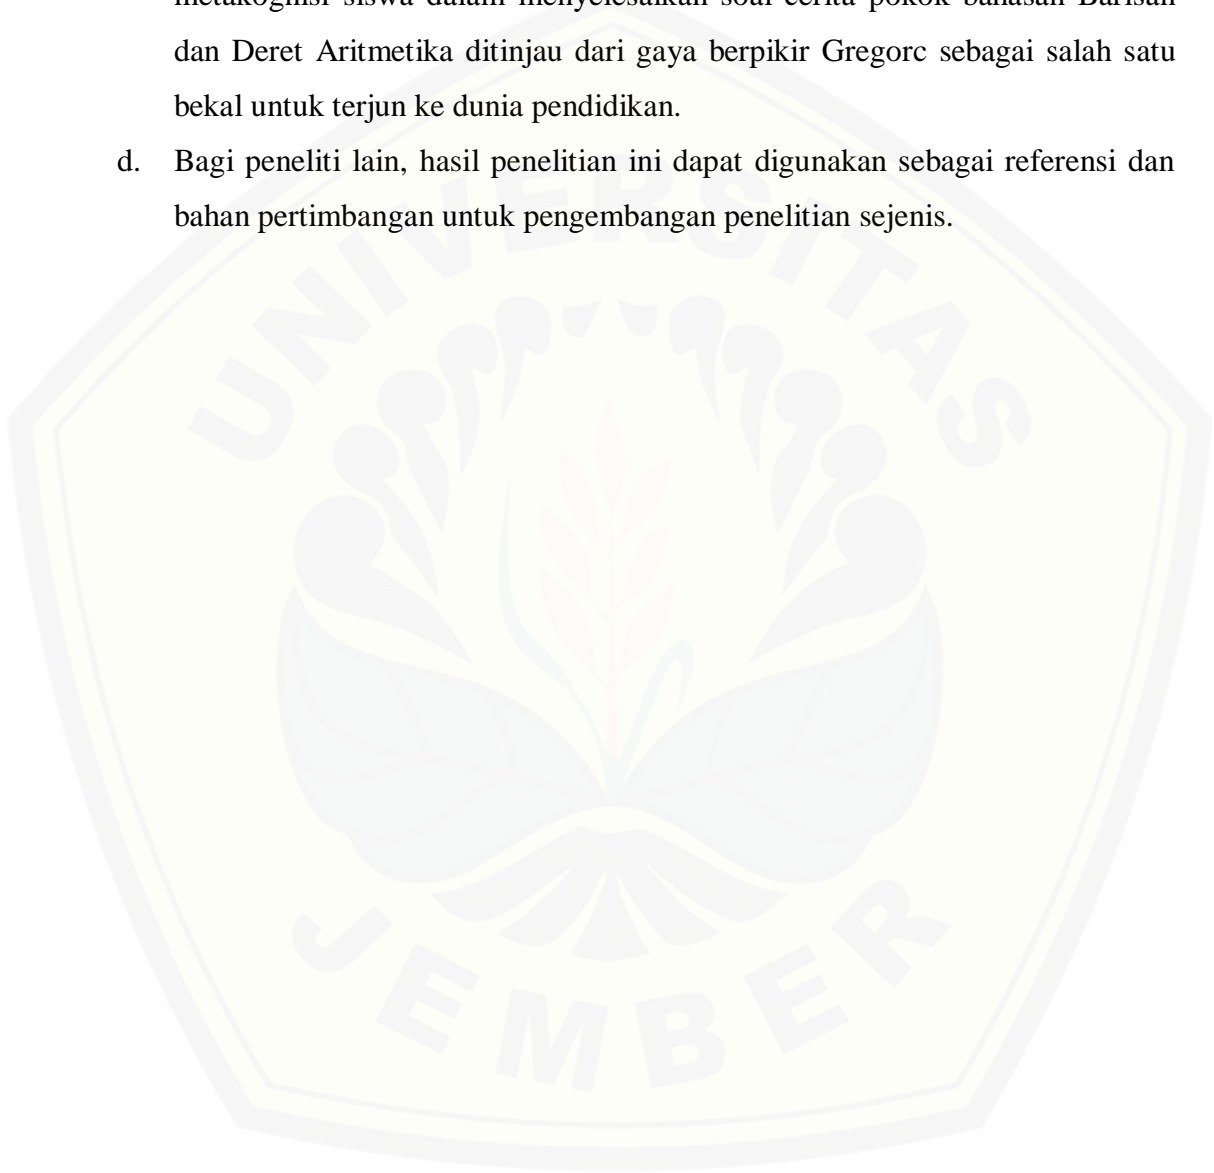 metakognisi siswa dalam menyelesaikan soal cerita pokok bahasan Barisan
dan Deret Aritmetika ditinjau dari gaya berpikir Gregorc sebagai salah satu
bekal untuk terjun ke dunia pendidikan.
d. Bagi peneliti lain, hasil penelitian ini dapat digunakan sebagai referensi dan
bahan pertimbangan untuk pengembangan penelitian sejenis.
UNIVERSITAS
JEMBER